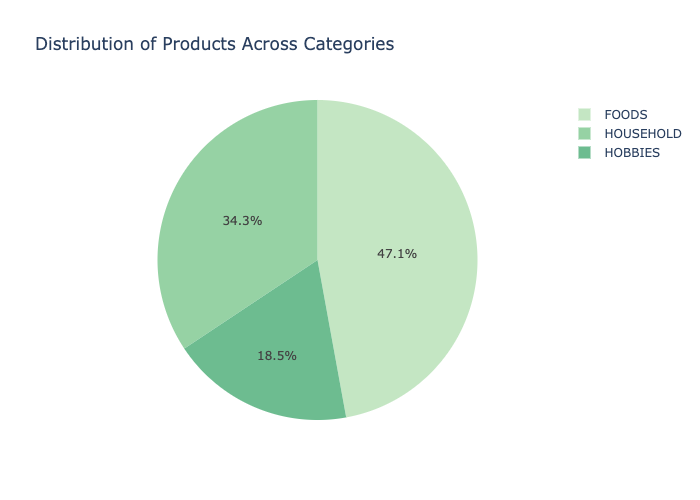 Distribution of Products Across Categories
FOODS
HOUSEHOLD
HOBBIES
34.3%
47.1%
18.5%